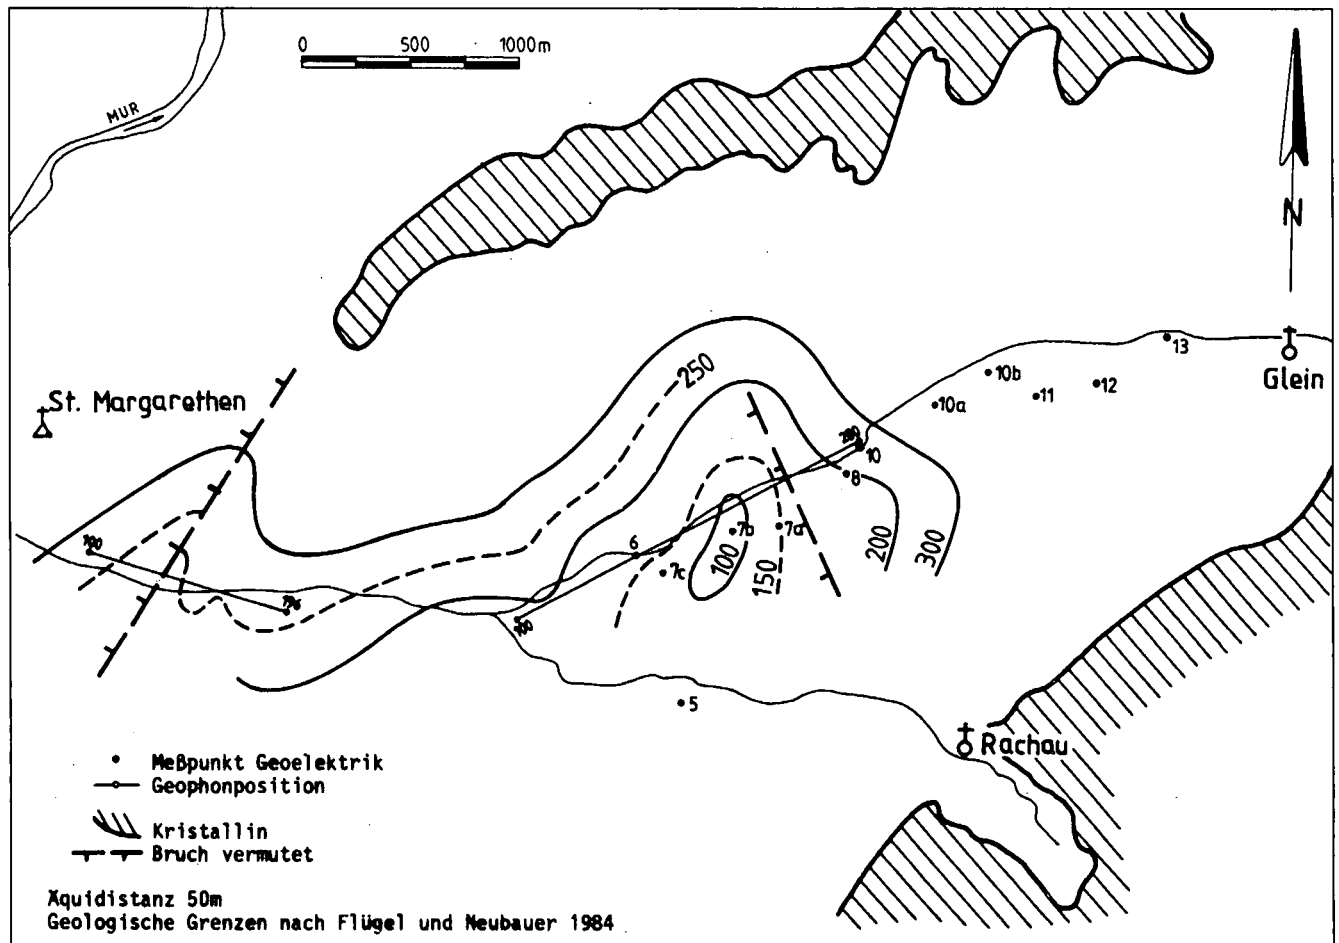 0 500 1000m
MUR
N
St. Margarethen
Glein
13
10b
12
11
10a
250
200
10
8
7b
7a
6
7c
100
150
200
300
200
5
Rachau
Meßpunkt Geoelektrik
Geophonposition
Kristallin
Bruch vermutet
Äquidistanz 50m
Geologische Grenzen nach Flügel und Neubauer 1984